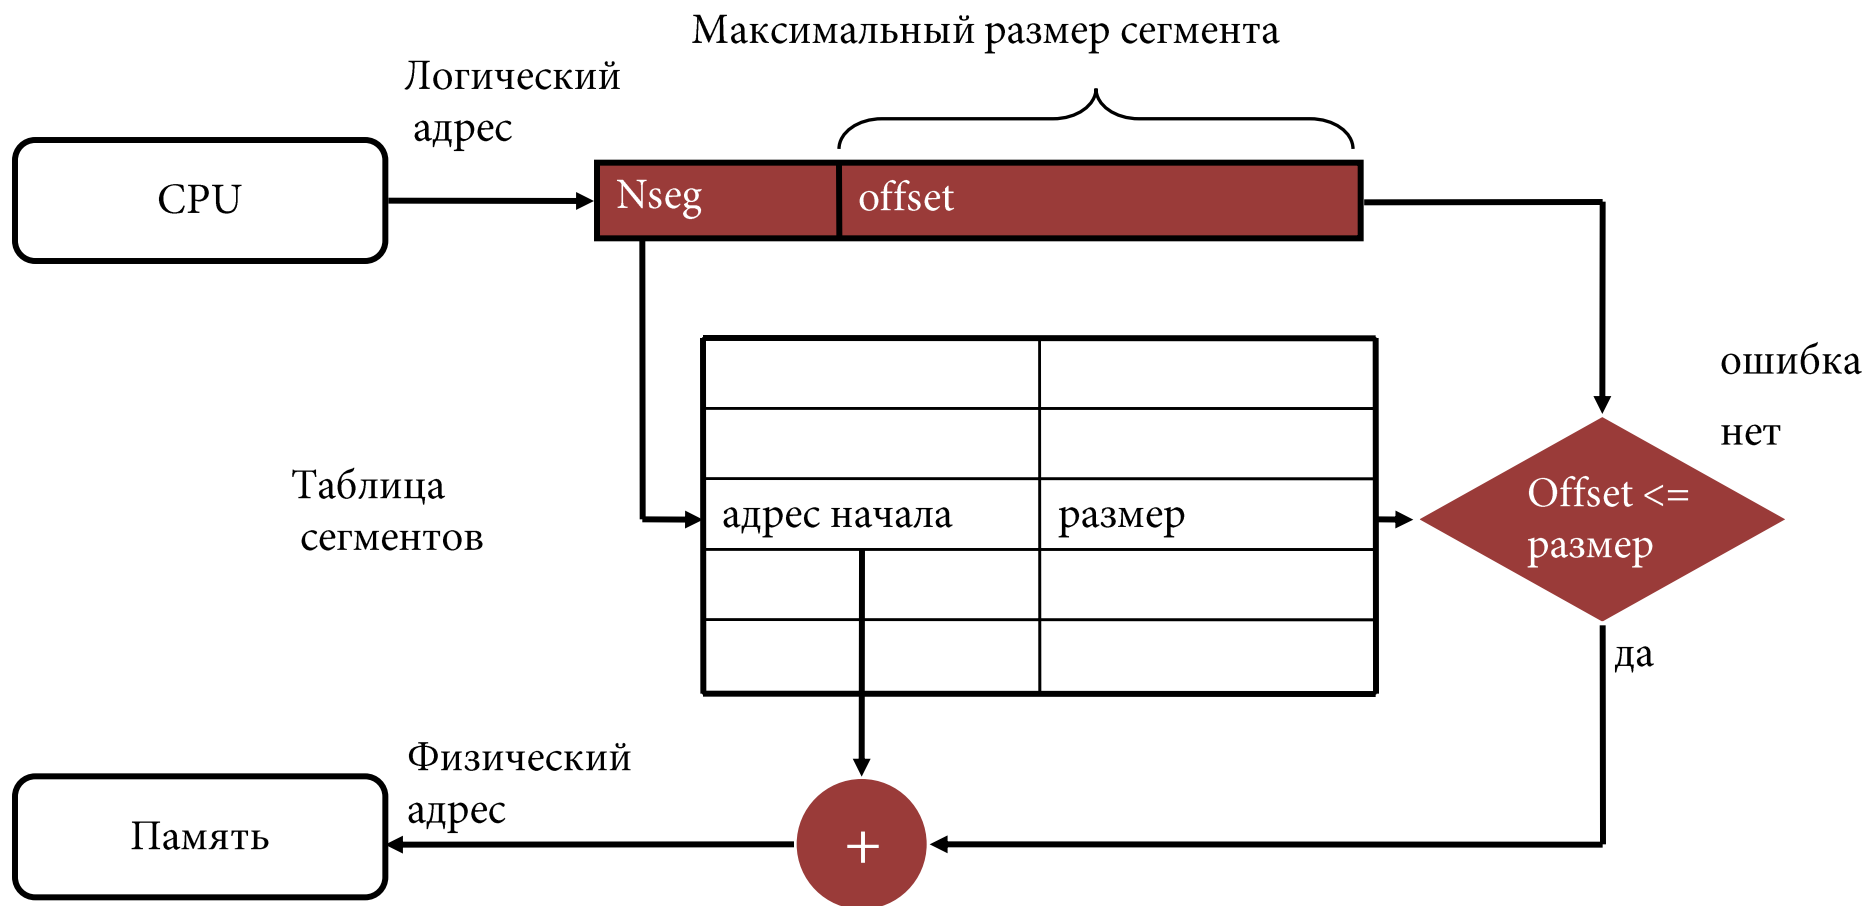 Максимальный размер сегмента
Логический
адрес
CPU
Nseg
offset
ошибка
нет
Таблица
сегментов
адрес начала
размер
Offset <=
размер
да
Физический
адрес
Память
+